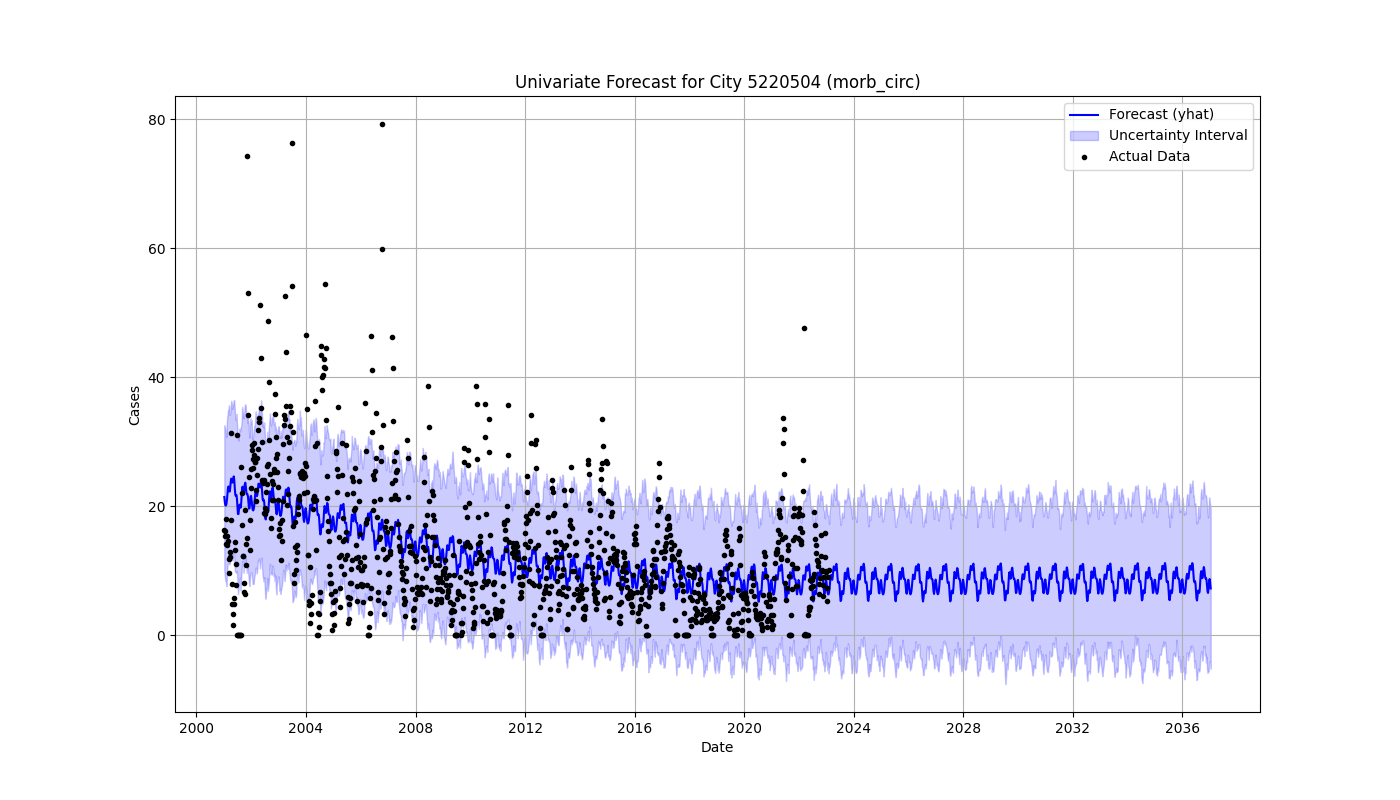 Univariate Forecast for City 5220504 (morb_circ)
Forecast (yhat)
Uncertainty Interval
Actual Data
Cases
80
60
40
20
0
2000 2004 2008 2012 2016 2020 2024 2028 2032 2036
Date